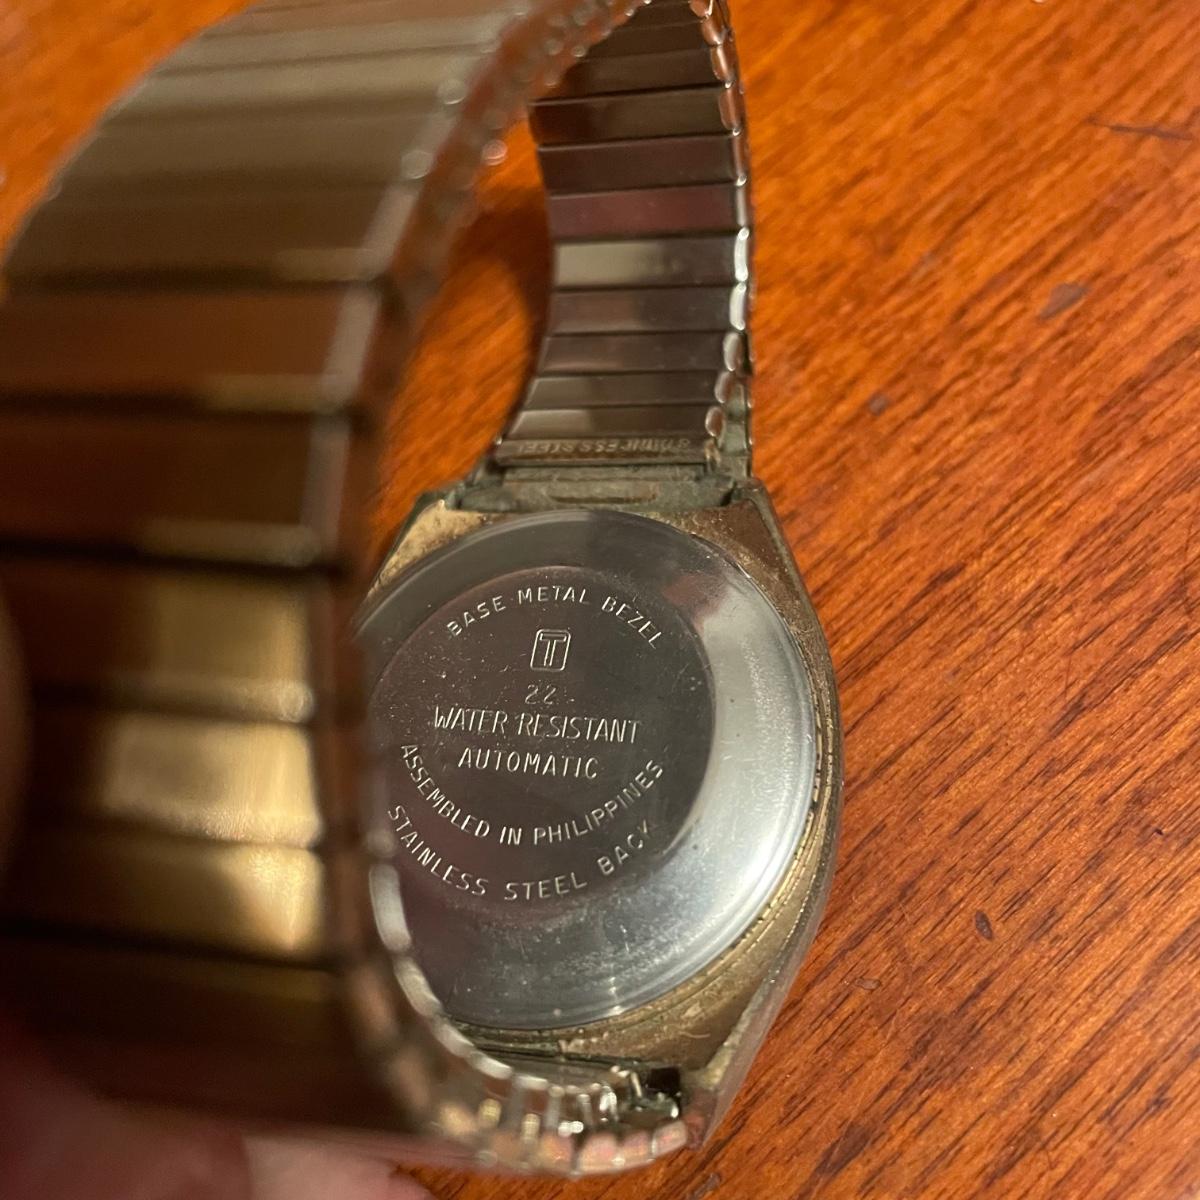 STAINLESS STEEL
BASE METAL BEZEL
T
22
WATER RESISTANT
AUTOMATIC
ASSEMBLED IN PHILIPPINES
STAINLESS STEEL BACK